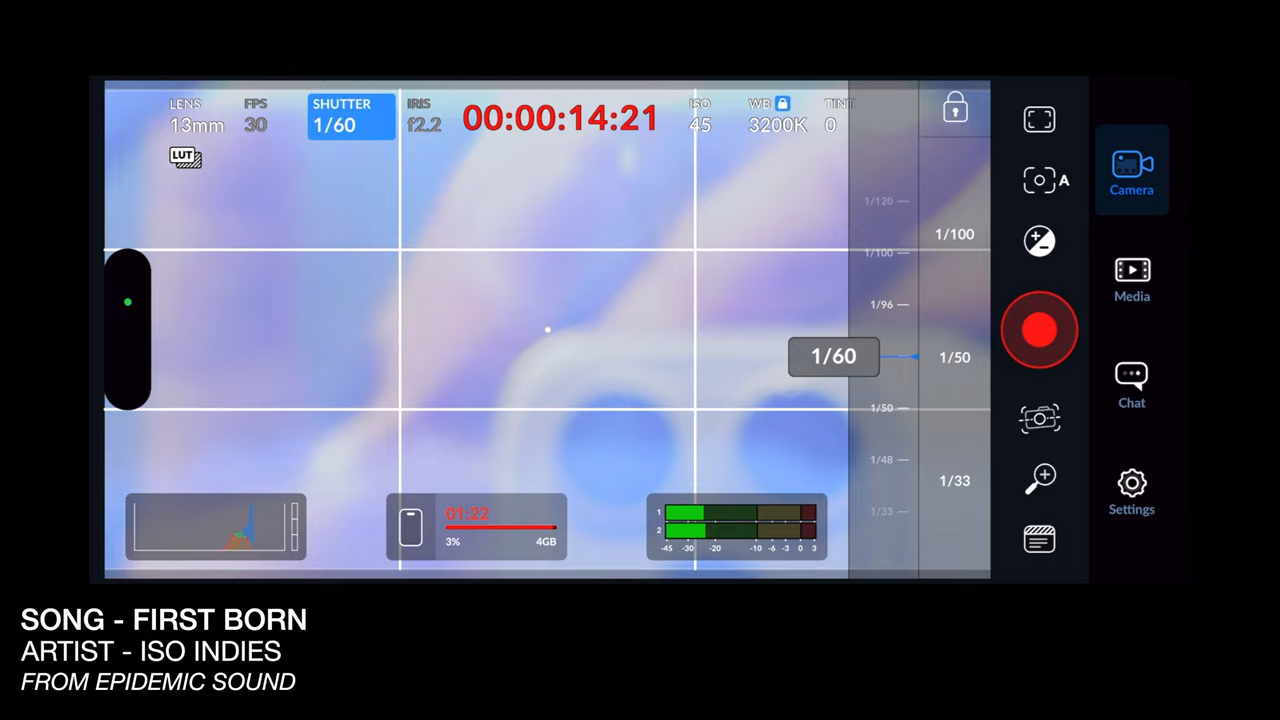 LENS FPS SHUTTER IRIS 00:00:14:21 ISO WB TINT
13mm 30 1/60 f2.2 45 3200K 0
LUT
A
Camera
1/120
1/100
1/100
Media
1/96
1/60
1/50
Chat
1/50
1/48
1/33
Settings
1/33
01:22
3% 4GB
1
2
-45 -30 -20 -10 -6 -3 0 3
SONG - FIRST BORN
ARTIST - ISO INDIES
FROM EPIDEMIC SOUND